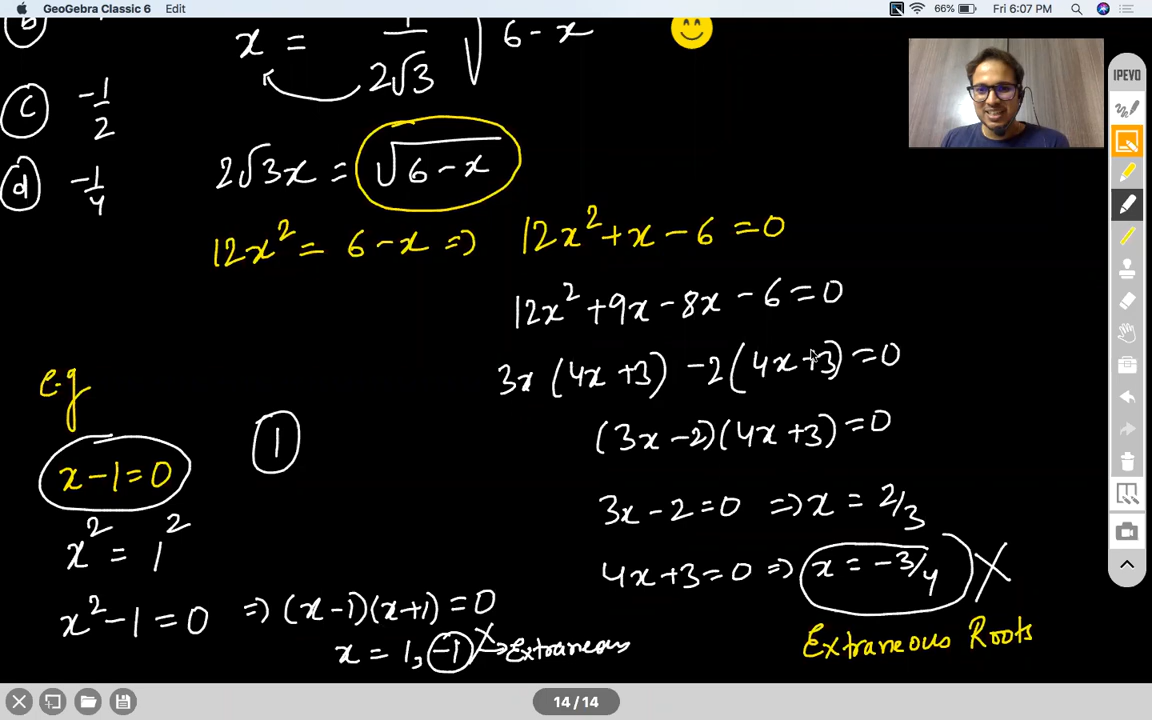 GeoGebra Classic 6 Edit 66% Fri 6:07 PM
x = 1/2√3 √6-x
IPEVO
c -1/2
2√3x = √6-x
d -1/4
12x² = 6-x => 12x²+x-6=0
12x²+9x-8x-6=0
3x(4x+3) -2(4x+3)=0
(3x-2)(4x+3)=0
3x-2=0 => x = 2/3
4x+3=0 => x = -3/4 X
Extraneous Roots
e.g
x-1=0 1
x² = 1²
x²-1=0 => (x-1)(x+1)=0
x = 1, -1 X → Extraneous
14 / 14